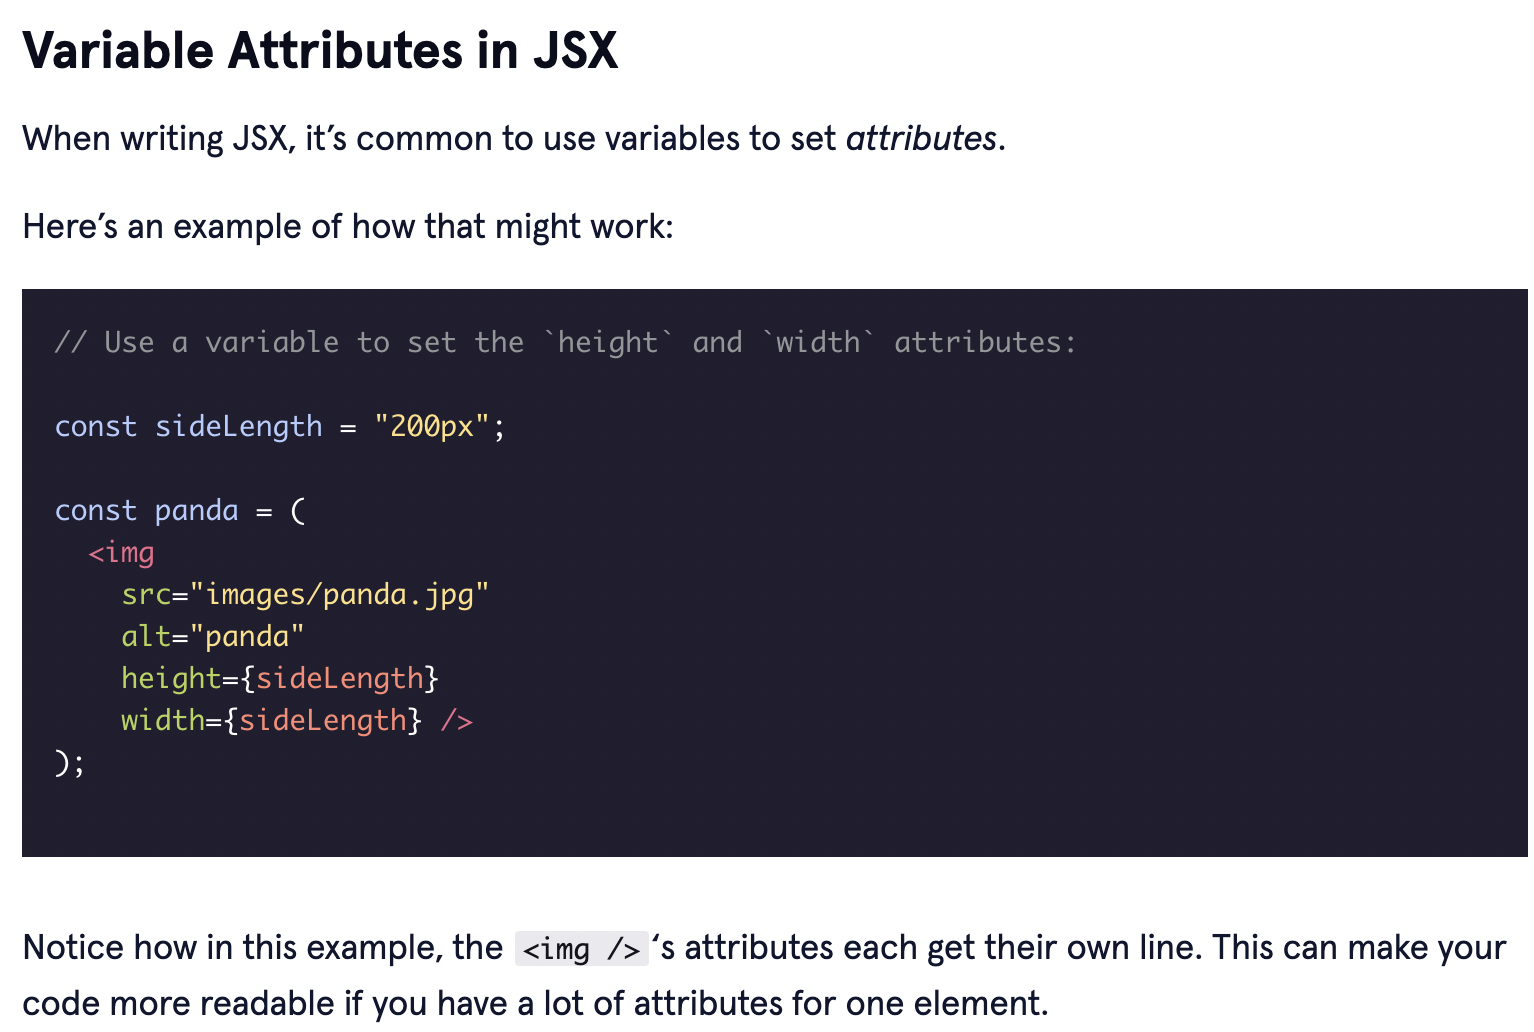 Variable Attributes in JSX
When writing JSX, it’s common to use variables to set attributes.
Here’s an example of how that might work:
// Use a variable to set the `height` and `width` attributes:
const sideLength = "200px";
const panda = (
  <img
    src="images/panda.jpg"
    alt="panda"
    height={sideLength}
    width={sideLength} />
);
Notice how in this example, the <img /> ‘s attributes each get their own line. This can make your
code more readable if you have a lot of attributes for one element.